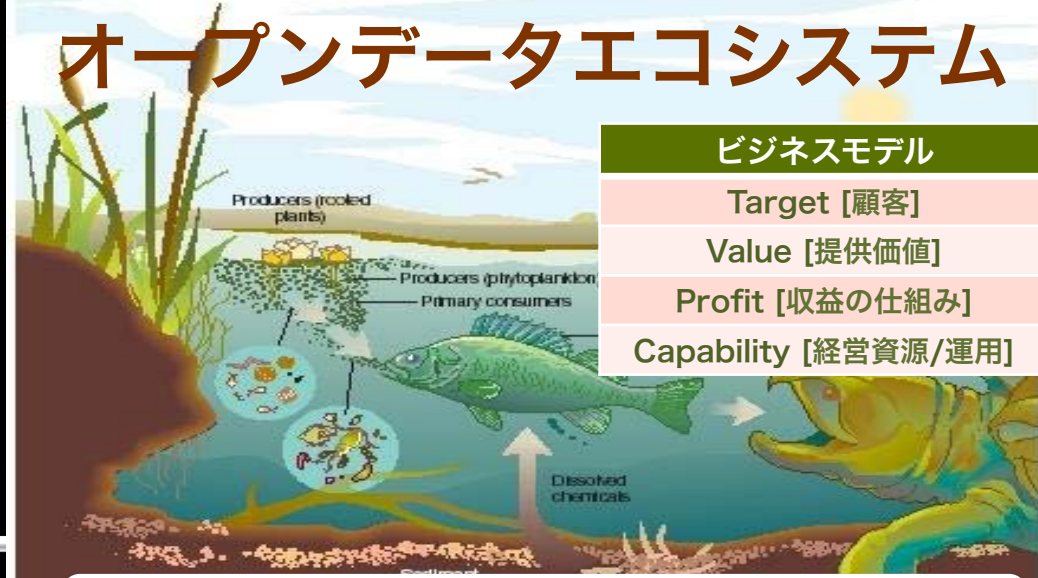 オープンデータエコシステム
ビジネスモデル
Target [顧客]
Value [提供価値]
Profit [収益の仕組み]
Capability [経営資源/運用]
Producers (rooted
plants)
Producers (phytoplankton)
Primary consumers
Dissolved
chemicals
Sediment